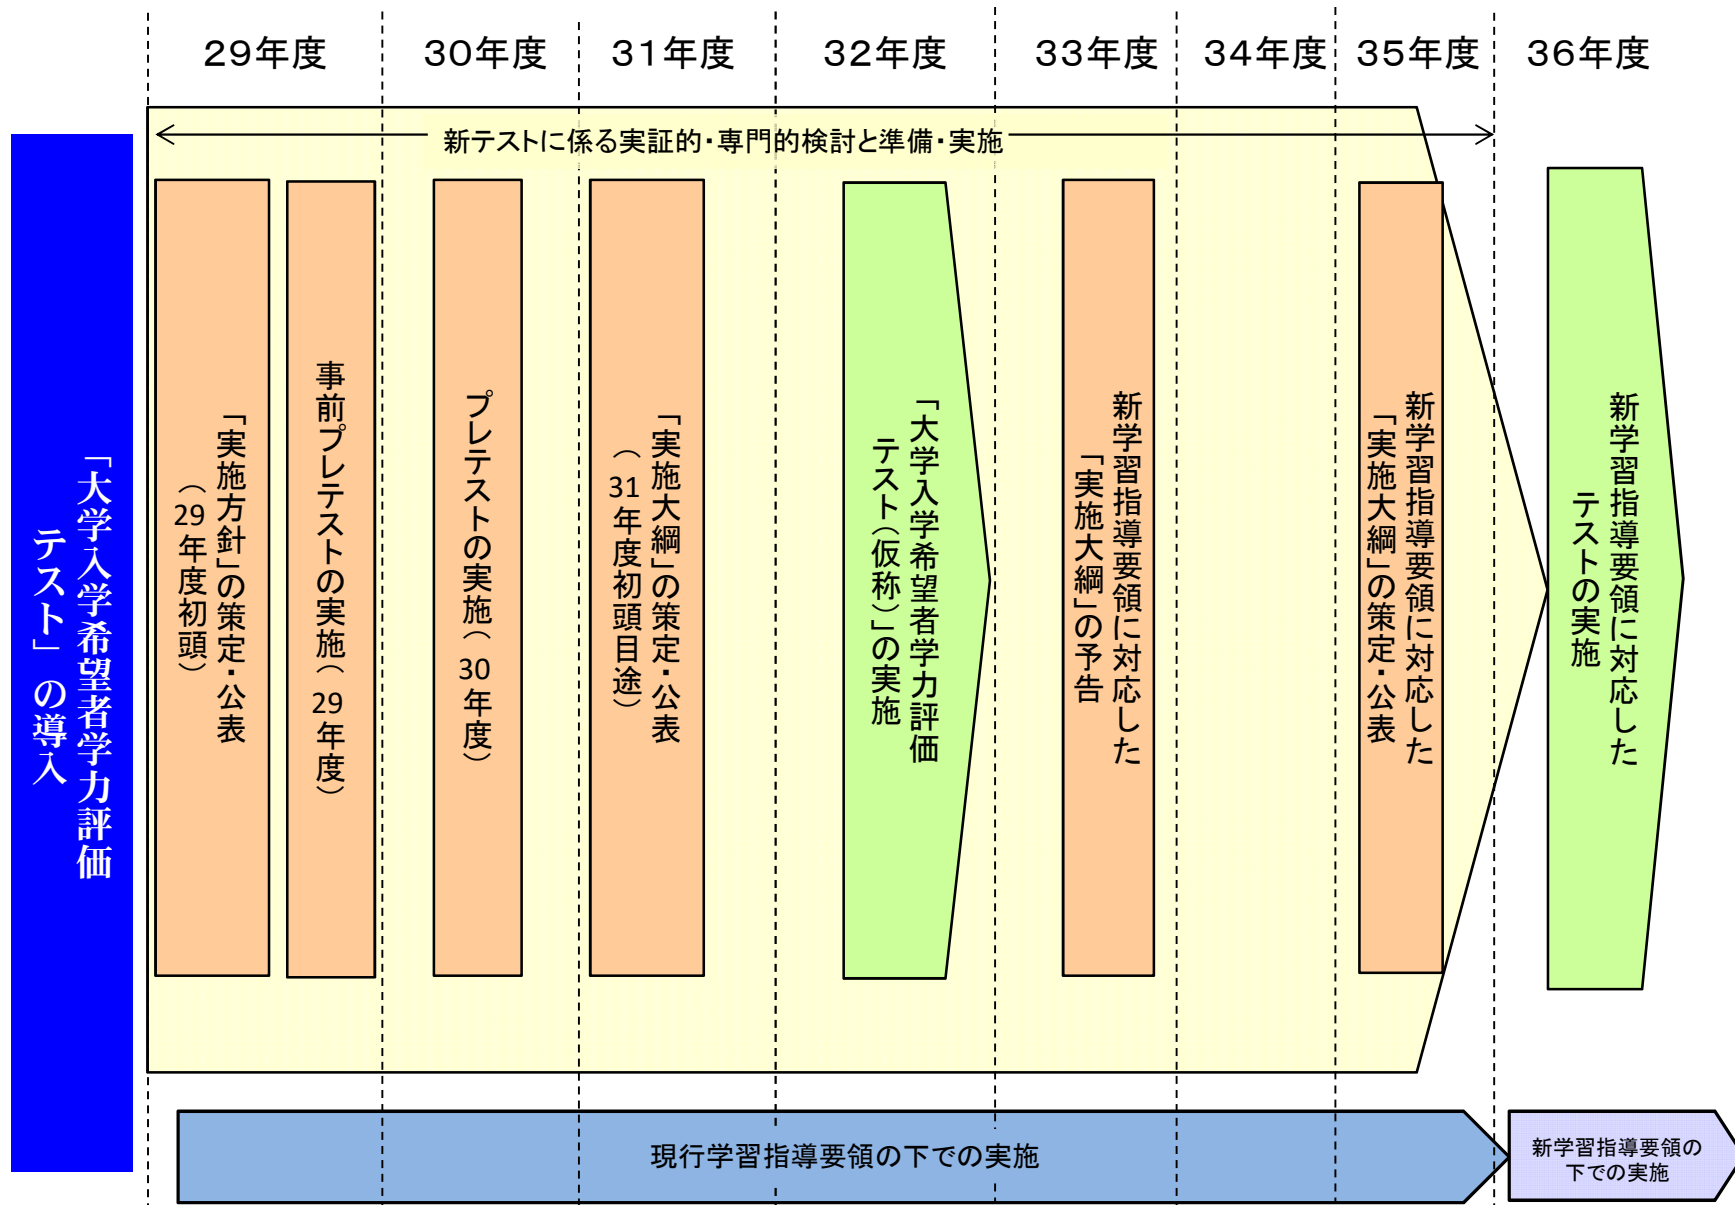 29年度
30年度
31年度
32年度
33年度
34年度
35年度
36年度
新テストに係る実証的・専門的検討と準備・実施
「大学入学希望者学力評価
テスト」の導入
「実施方針」の策定・公表
（29年度初頭）
事前プレテストの実施（29年度）
プレテストの実施（30年度）
「実施大綱」の策定・公表
（31年度初頭目途）
「大学入学希望者学力評価
テスト（仮称）」の実施
新学習指導要領に対応した
「実施大綱」の予告
新学習指導要領に対応した
「実施大綱」の策定・公表
新学習指導要領に対応した
テストの実施
現行学習指導要領の下での実施
新学習指導要領の
下での実施